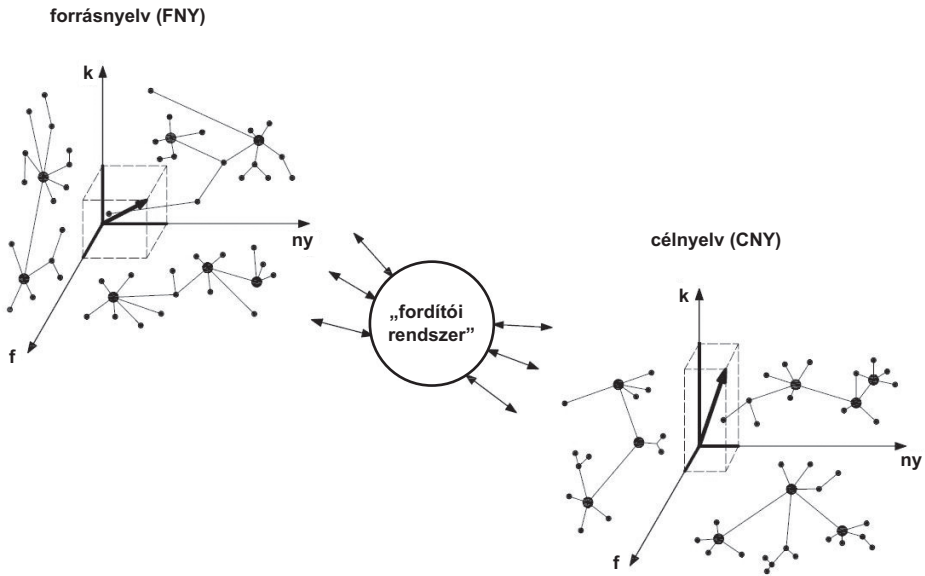 forrásnyelv (FNY)
k
ny
f
„fordítói
rendszer”
célnyelv (CNY)
k
ny
f